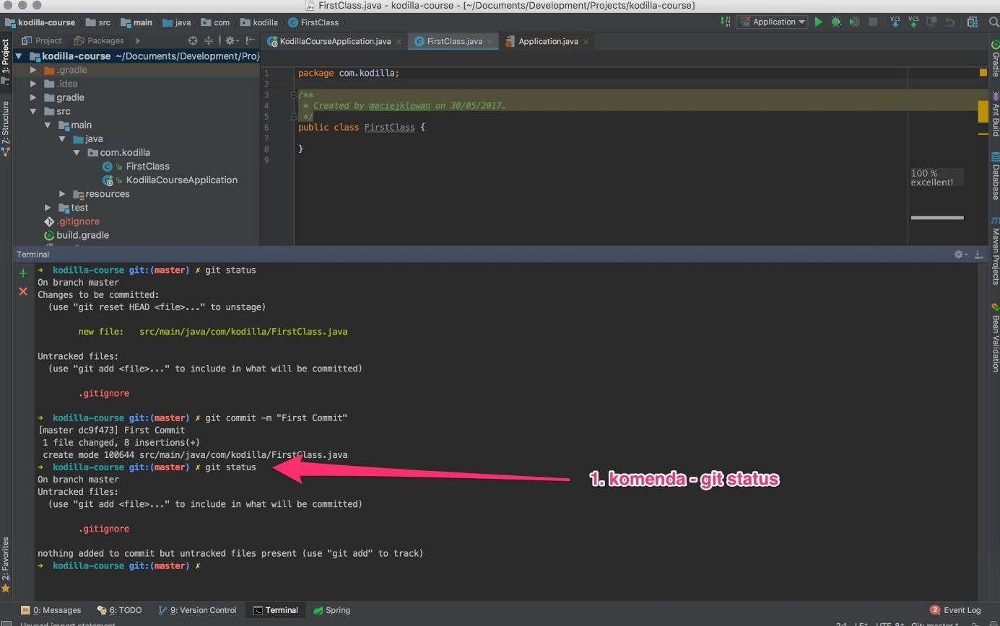 FirstClass.java - kodilla-course - [~/Documents/Development/Projects/kodilla-course]
kodilla-course src main java com kodilla FirstClass Application VCS VCS
Project Packages
KodillaCourseApplication.java FirstClass.java Application.java
1: Project
Z: Structure
2: Favorites
kodilla-course ~/Documents/Development/Proj
.gradle
.idea
gradle
src
main
java
com.kodilla
FirstClass
KodillaCourseApplication
resources
test
.gitignore
build.gradle
1 package com.kodilla;
2
3 /**
4 * Created by maciejklowan on 30/05/2017.
5 */
6 public class FirstClass {
7
8 }
9
100 %
excellent!
Gradle
Ant Build
Database
Maven Projects
Bean Validation
Terminal
➜ kodilla-course git:(master) ✗ git status
On branch master
Changes to be committed:
(use "git reset HEAD <file>..." to unstage)
new file: src/main/java/com/kodilla/FirstClass.java
Untracked files:
(use "git add <file>..." to include in what will be committed)
.gitignore
➜ kodilla-course git:(master) ✗ git commit -m "First Commit"
[master dc9f473] First Commit
1 file changed, 8 insertions(+)
create mode 100644 src/main/java/com/kodilla/FirstClass.java
➜ kodilla-course git:(master) ✗ git status
1. komenda - git status
On branch master
Untracked files:
(use "git add <file>..." to include in what will be committed)
.gitignore
nothing added to commit but untracked files present (use "git add" to track)
➜ kodilla-course git:(master) ✗
0: Messages 6: TODO 9: Version Control Terminal Spring 2 Event Log
Unused import statement